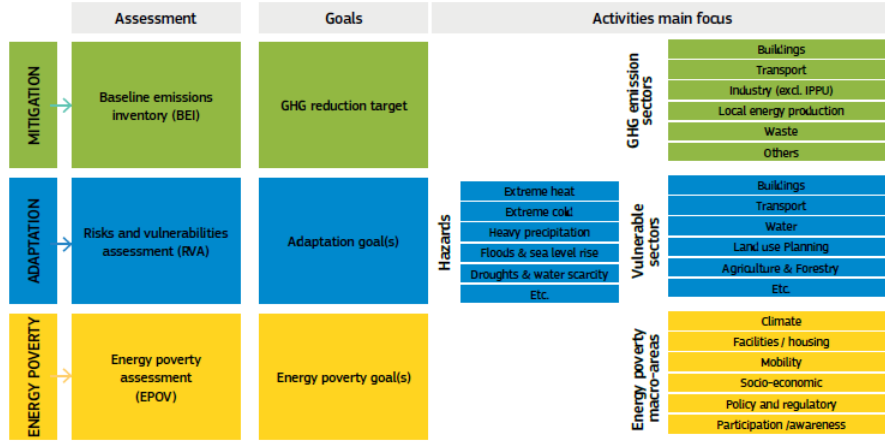 Assessment
Goals
Activities main focus
MITIGATION
Baseline emissions
inventory (BEI)
GHG reduction target
GHG emission
sectors
Buildings
Transport
Industry (excl. IPPU)
Local energy production
Waste
Others
ADAPTATION
Risks and vulnerabilities
assessment (RVA)
Adaptation goal(s)
Hazards
Extreme heat
Extreme cold
Heavy precipitation
Floods & sea level rise
Droughts & water scarcity
Etc.
Vulnerable
sectors
Buildings
Transport
Water
Land use Planning
Agriculture & Forestry
Etc.
ENERGY POVERTY
Energy poverty
assessment
(EPOV)
Energy poverty goal(s)
Energy poverty
macro-areas
Climate
Facilities / housing
Mobility
Socio-economic
Policy and regulatory
Participation /awareness